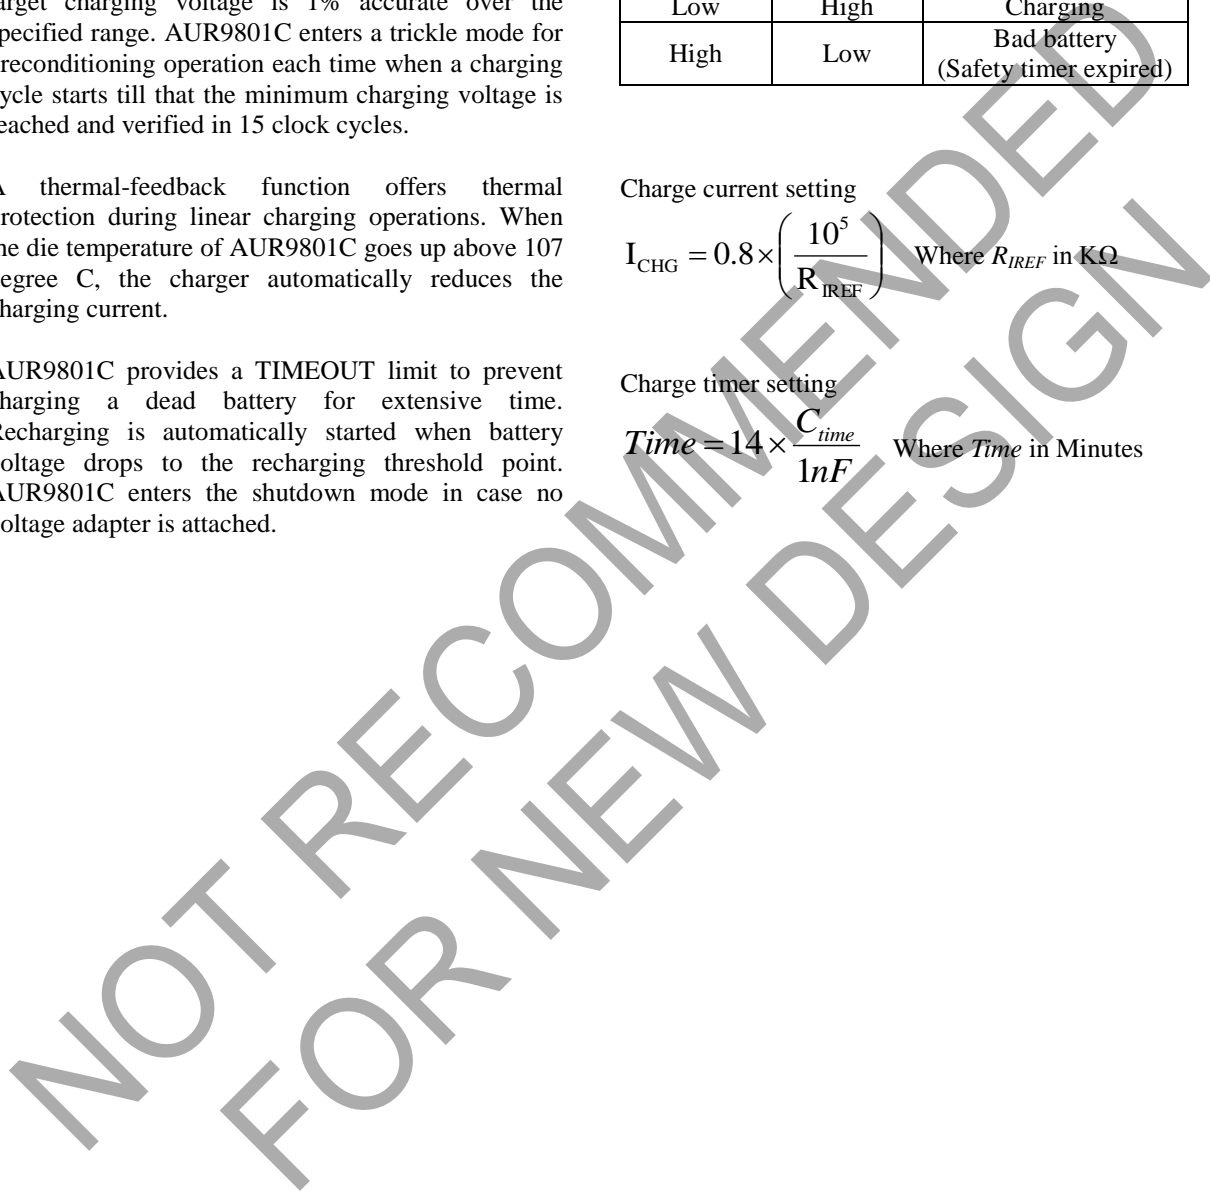 target charging voltage is 1% accurate over the
specified range. AUR9801C enters a trickle mode for
preconditioning operation each time when a charging
cycle starts till that the minimum charging voltage is
reached and verified in 15 clock cycles.
A thermal-feedback function offers thermal
protection during linear charging operations. When
the die temperature of AUR9801C goes up above 107
degree C, the charger automatically reduces the
charging current.
AUR9801C provides a TIMEOUT limit to prevent
charging a dead battery for extensive time.
Recharging is automatically started when battery
voltage drops to the recharging threshold point.
AUR9801C enters the shutdown mode in case no
voltage adapter is attached.
Low High Charging
High Low Bad battery
(Safety timer expired)
Charge current setting
I_CHG = 0.8 × (10^5 / R_IREF) Where R_IREF in KΩ
Charge timer setting
Time = 14 × C_time / 1nF Where Time in Minutes
NOT RECOMMENDED
FOR NEW DESIGN